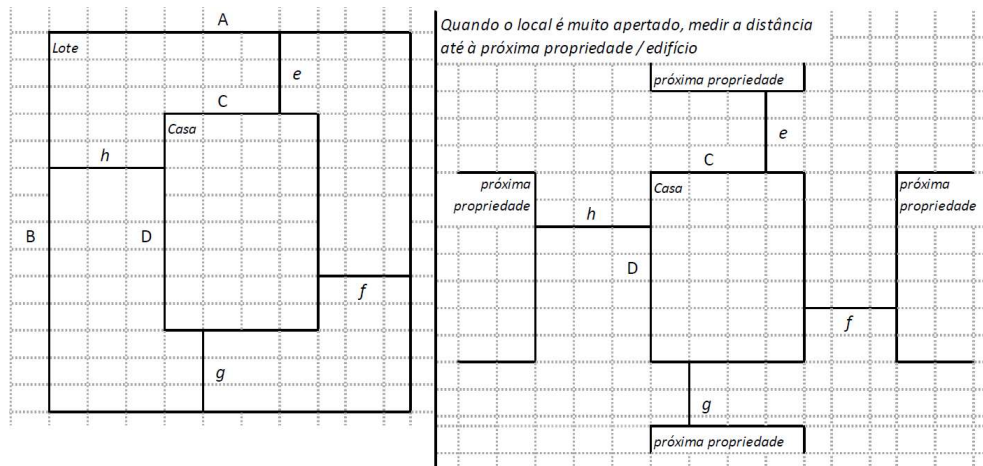 A
Lote
e
C
Casa
h
B
D
f
g
Quando o local é muito apertado, medir a distância
até à próxima propriedade / edifício
próxima propriedade
e
C
próxima
propriedade
Casa
próxima
propriedade
h
D
f
g
próxima propriedade